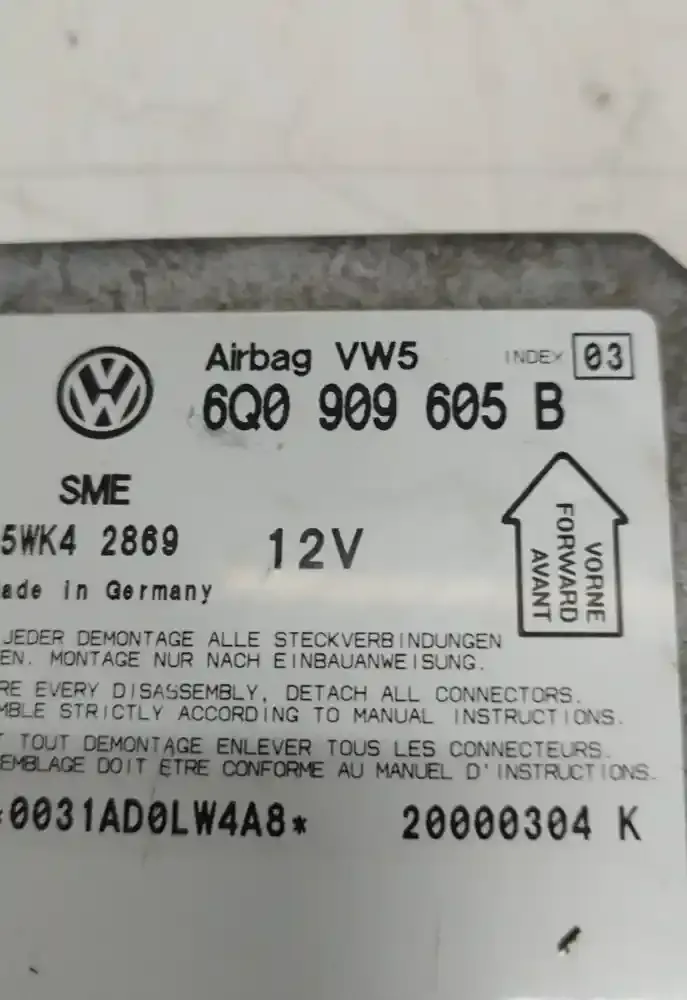 Airbag VW5 INDEX 03
6Q0 909 605 B
SME
5WK4 2869 12V
VORNE
FORWARD
AVANT
ade in Germany
JEDER DEMONTAGE ALLE STECKVERBINDUNGEN
EN. MONTAGE NUR NACH EINBAUANWEISUNG.
RE EVERY DISASSEMBLY, DETACH ALL CONNECTORS.
MBLE STRICTLY ACCORDING TO MANUAL INSTRUCTIONS.
TOUT DEMONTAGE ENLEVER TOUS LES CONNECTEURS.
EMBLAGE DOIT ETRE CONFORME AU MANUEL D'INSTRUCTIONS.
*0031AD0LW4A8* 20000304 K